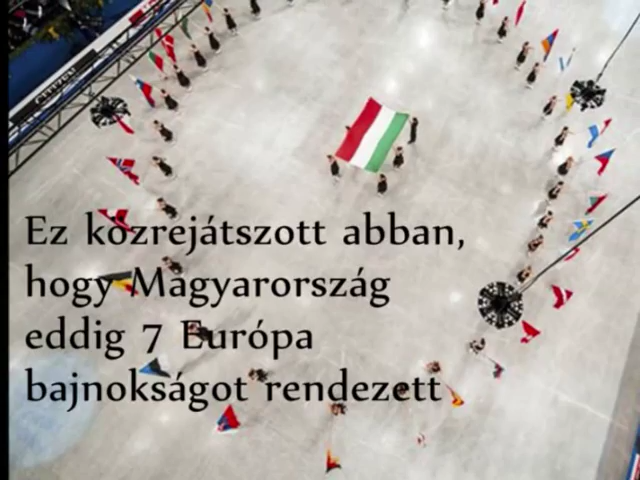 Ez közrejátszott abban,
hogy Magyarország
eddig 7 Európa
bajnokságot rendezett